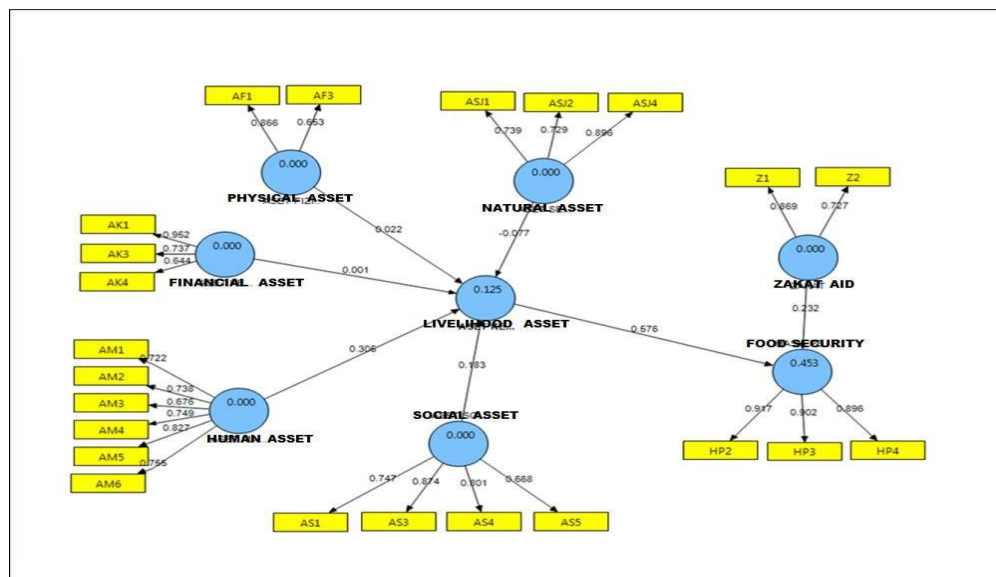 AF1
AF3
0.866
0.653
0.000
PHYSICAL ASSET
ASJ1
ASJ2
ASJ4
0.739
0.729
0.896
0.000
NATURAL ASSET
Z1
Z2
0.869
0.727
0.000
ZAKAT AID
AK1
AK3
AK4
0.962
0.737
0.644
0.000
FINANCIAL ASSET
0.022
-0.077
0.001
0.125
LIVELIHOOD ASSET
0.232
FOOD SECURITY
0.453
0.576
0.917
0.902
0.896
HP2
HP3
HP4
AM1
AM2
AM3
AM4
AM5
AM6
0.722
0.738
0.676
0.749
0.827
0.000
HUMAN ASSET
0.183
SOCIAL ASSET
0.000
0.747
0.874
0.801
0.668
AS1
AS3
AS4
AS5